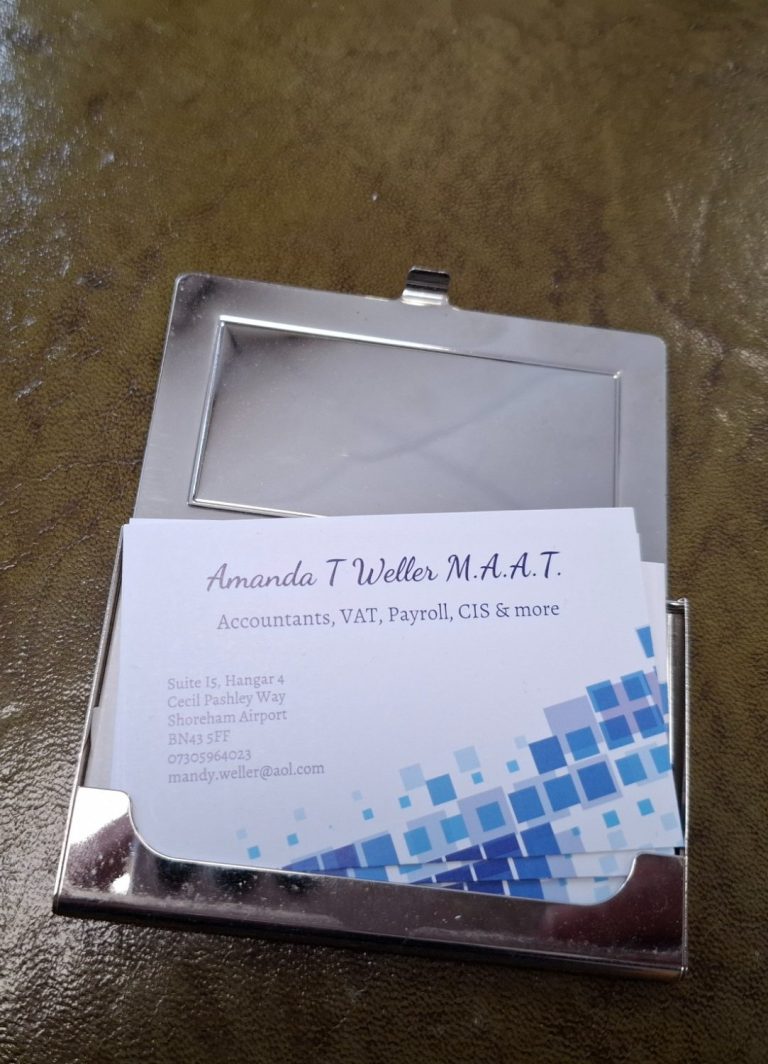 Amanda T Weller M.A.A.T.
Accountants, VAT, Payroll, CIS & more
Suite 15, Hangar 4
Cecil Pashley Way
Shoreham Airport
BN43 5FF
07305964023
mandy.weller@aol.com